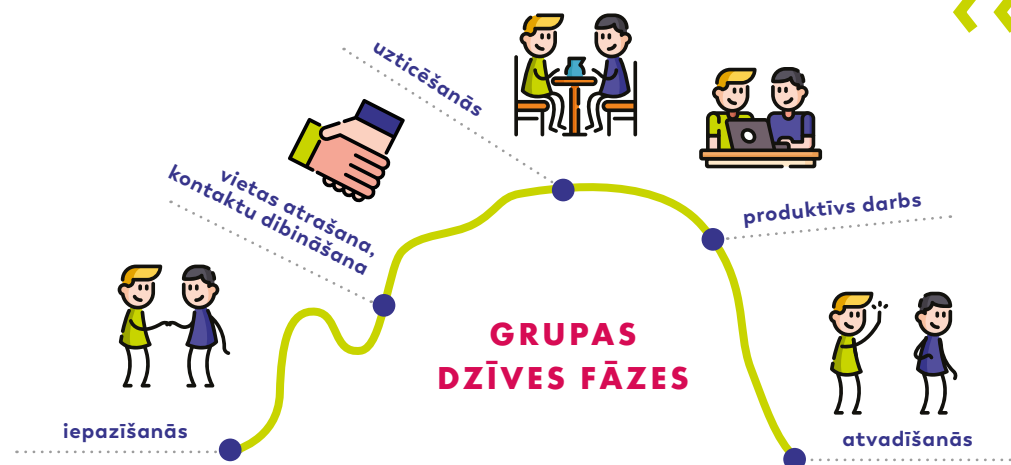 iepazīšanās
vietas atrašana,
kontaktu dibināšana
uzticēšanās
produktīvs darbs
atvadīšanās
GRUPAS
DZĪVES FĀZES